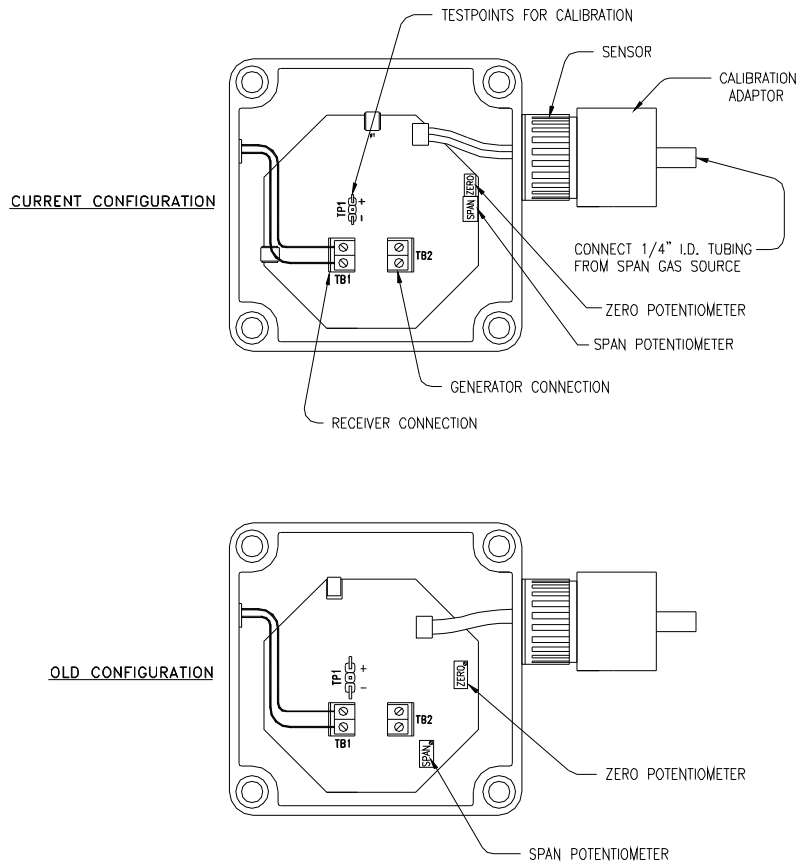 TESTPOINTS FOR CALIBRATION
SENSOR
CALIBRATION
ADAPTOR
CURRENT CONFIGURATION
TP1
+
-
ZERO
SPAN
TB1
TB2
CONNECT 1/4" I.D. TUBING
FROM SPAN GAS SOURCE
ZERO POTENTIOMETER
SPAN POTENTIOMETER
GENERATOR CONNECTION
RECEIVER CONNECTION
OLD CONFIGURATION
TP1
+
-
ZERO
TB1
TB2
SPAN
ZERO POTENTIOMETER
SPAN POTENTIOMETER